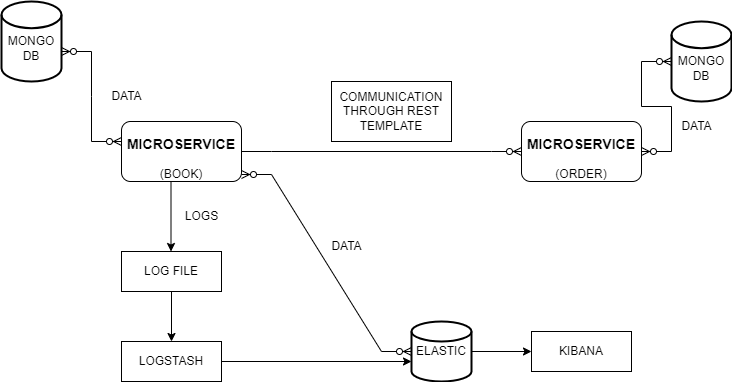 MONGO
DB
MONGO
DB
DATA
COMMUNICATION
THROUGH REST
TEMPLATE
DATA
MICROSERVICE
(BOOK)
MICROSERVICE
(ORDER)
LOGS
DATA
LOG FILE
LOGSTASH
ELASTIC
KIBANA